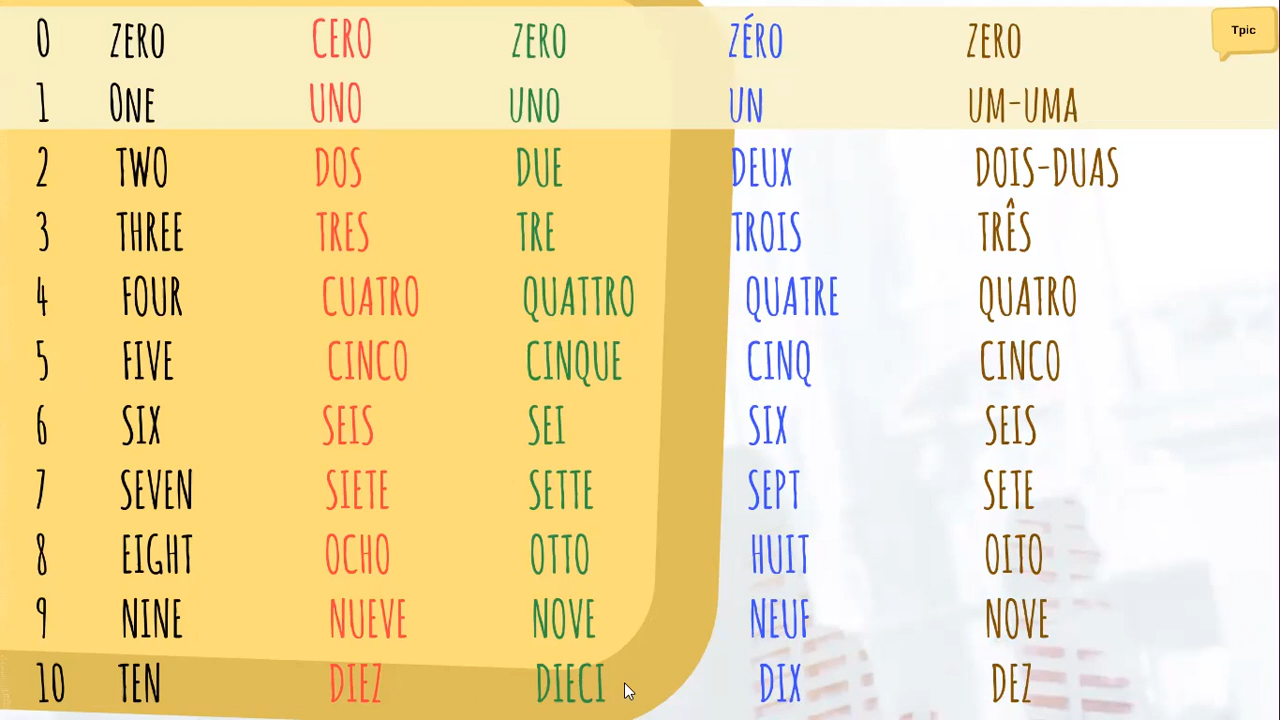 0 ZERO CERO ZERO ZÉRO ZERO
Tpic
1 ONE UNO UNO UN UM-UMA
2 TWO DOS DUE DEUX DOIS-DUAS
3 THREE TRES TRE TROIS TRÊS
4 FOUR CUATRO QUATTRO QUATRE QUATRO
5 FIVE CINCO CINQUE CINQ CINCO
6 SIX SEIS SEI SIX SEIS
7 SEVEN SIETE SETTE SEPT SETE
8 EIGHT OCHO OTTO HUIT OITO
9 NINE NUEVE NOVE NEUF NOVE
10 TEN DIEZ DIECI DIX DEZ